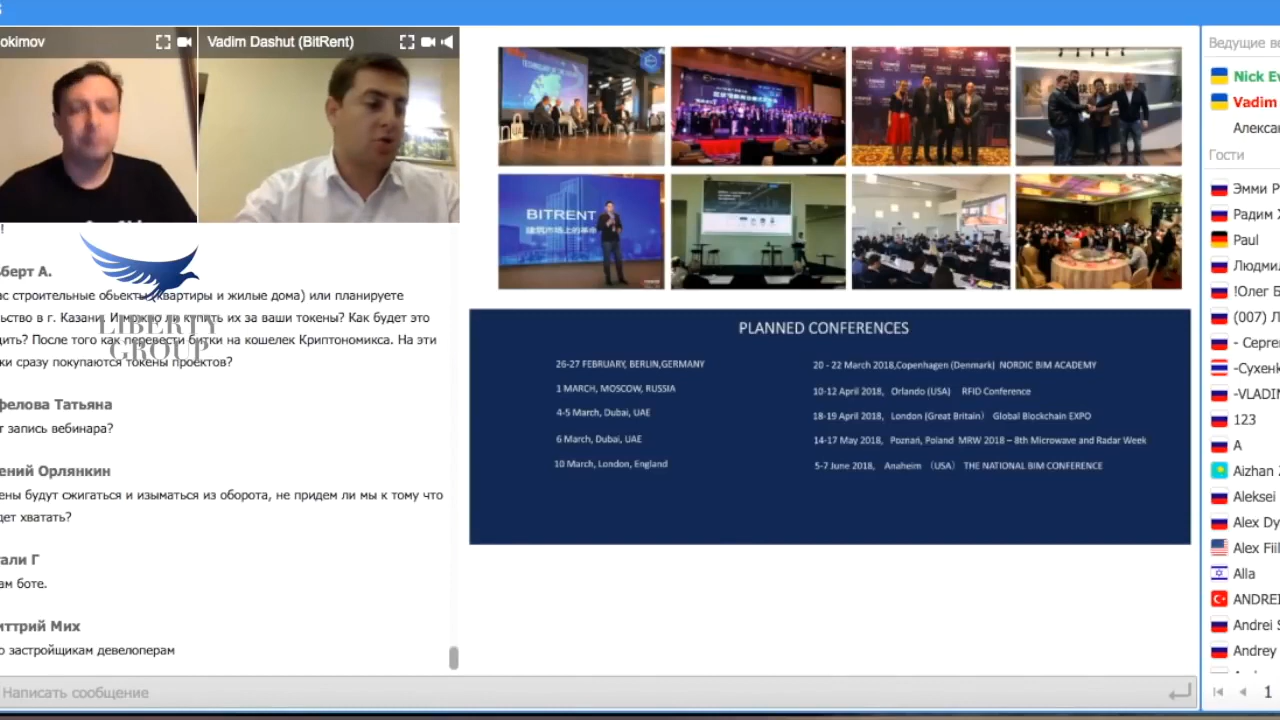 okimov
Vadim Dashut (BitRent)
!
берт А.
ас строительные обьекты (квартиры и жилые дома) или планируете
льство в г. Казани. И можно ли купить их за ваши токены? Как будет это
дить? После того как перевести битки на кошелек Криптономикса. На эти
ки сразу покупаются токены проектов?
LIBERTY
GROUP
фелова Татьяна
т запись вебинара?
ений Орлянкин
ены будут сжигаться и изыматься из оборота, не придем ли мы к тому что
дет хватать?
тали Г
ам боте.
иттрий Мих
о застройщикам девелоперам
Написать сообщение
BITRENT
PLANNED CONFERENCES
26-27 FEBRUARY, BERLIN,GERMANY
1 MARCH, MOSCOW, RUSSIA
4-5 March, Dubai, UAE
6 March, Dubai, UAE
10 March, London, England
20 - 22 March 2018,Copenhagen (Denmark) NORDIC BIM ACADEMY
10-12 April 2018, Orlando (USA) RFID Conference
18-19 April 2018, London (Great Britain) Global Blockchain EXPO
14-17 May 2018, Poznań, Poland MRW 2018 – 8th Microwave and Radar Week
5-7 June 2018, Anaheim (USA) THE NATIONAL BIM CONFERENCE
Ведущие ве
Nick Ev
Vadim
Алекса
Гости
Эмми Р
Радим
Paul
Людмил
!Олег Б
(007) Л
- Серге
-Сухенк
-VLADIM
123
A
Aizhan
Aleksei
Alex Dy
Alex Fiil
Alla
ANDREI
Andrei S
Andrey
1